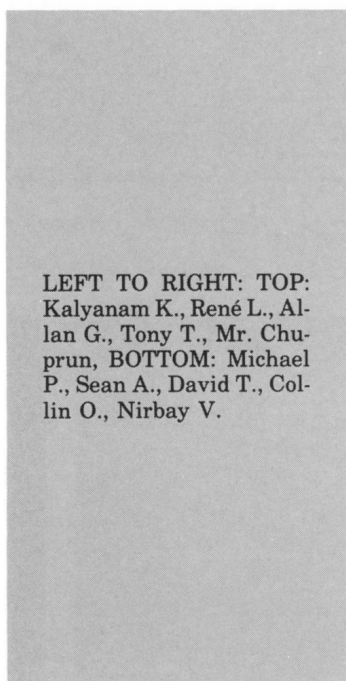 LEFT TO RIGHT: TOP:
Kalyanam K., René L., Al-
lan G., Tony T., Mr. Chu-
prun, BOTTOM: Michael
P., Sean A., David T., Col-
lin O., Nirbay V.